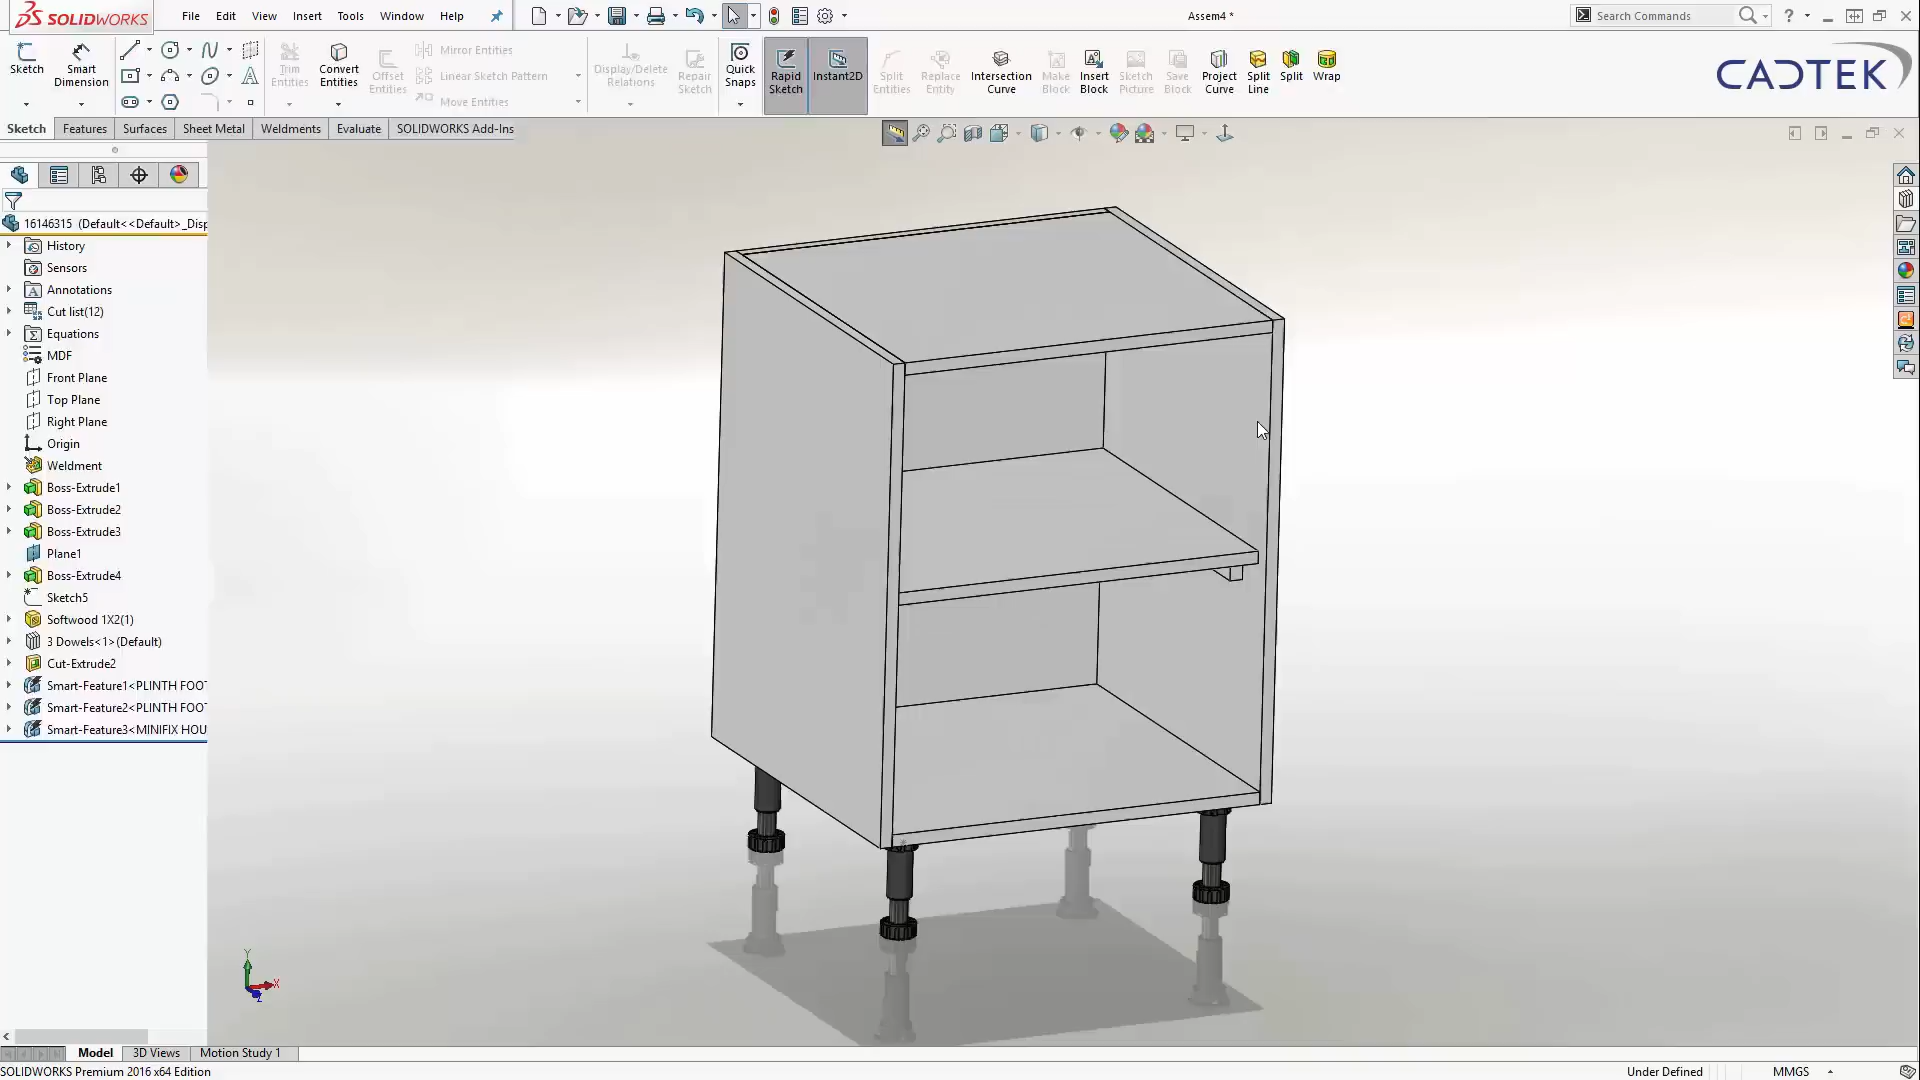 SOLIDWORKS
File Edit View Insert Tools Window Help
Assem4 *
Search Commands
Sketch
Smart Dimension
Trim Entities
Convert Entities
Offset Entities
Mirror Entities
Linear Sketch Pattern
Move Entities
Display/Delete Relations
Repair Sketch
Quick Snaps
Rapid Sketch
Instant2D
Split Entities
Replace Entity
Intersection Curve
Make Block
Insert Block
Sketch Picture
Save Block
Project Curve
Split Line
Split
Wrap
CADTEK
Sketch Features Surfaces Sheet Metal Weldments Evaluate SOLIDWORKS Add-Ins
16146315 (Default<<Default>_Disp
History
Sensors
Annotations
Cut list(12)
Equations
MDF
Front Plane
Top Plane
Right Plane
Origin
Weldment
Boss-Extrude1
Boss-Extrude2
Boss-Extrude3
Plane1
Boss-Extrude4
Sketch5
Softwood 1X2(1)
3 Dowels<1>(Default)
Cut-Extrude2
Smart-Feature1<PLINTH FOOT
Smart-Feature2<PLINTH FOOT
Smart-Feature3<MINIFIX HOU
Y
X
Z
Model 3D Views Motion Study 1
SOLIDWORKS Premium 2016 x64 Edition
Under Defined
MMGS